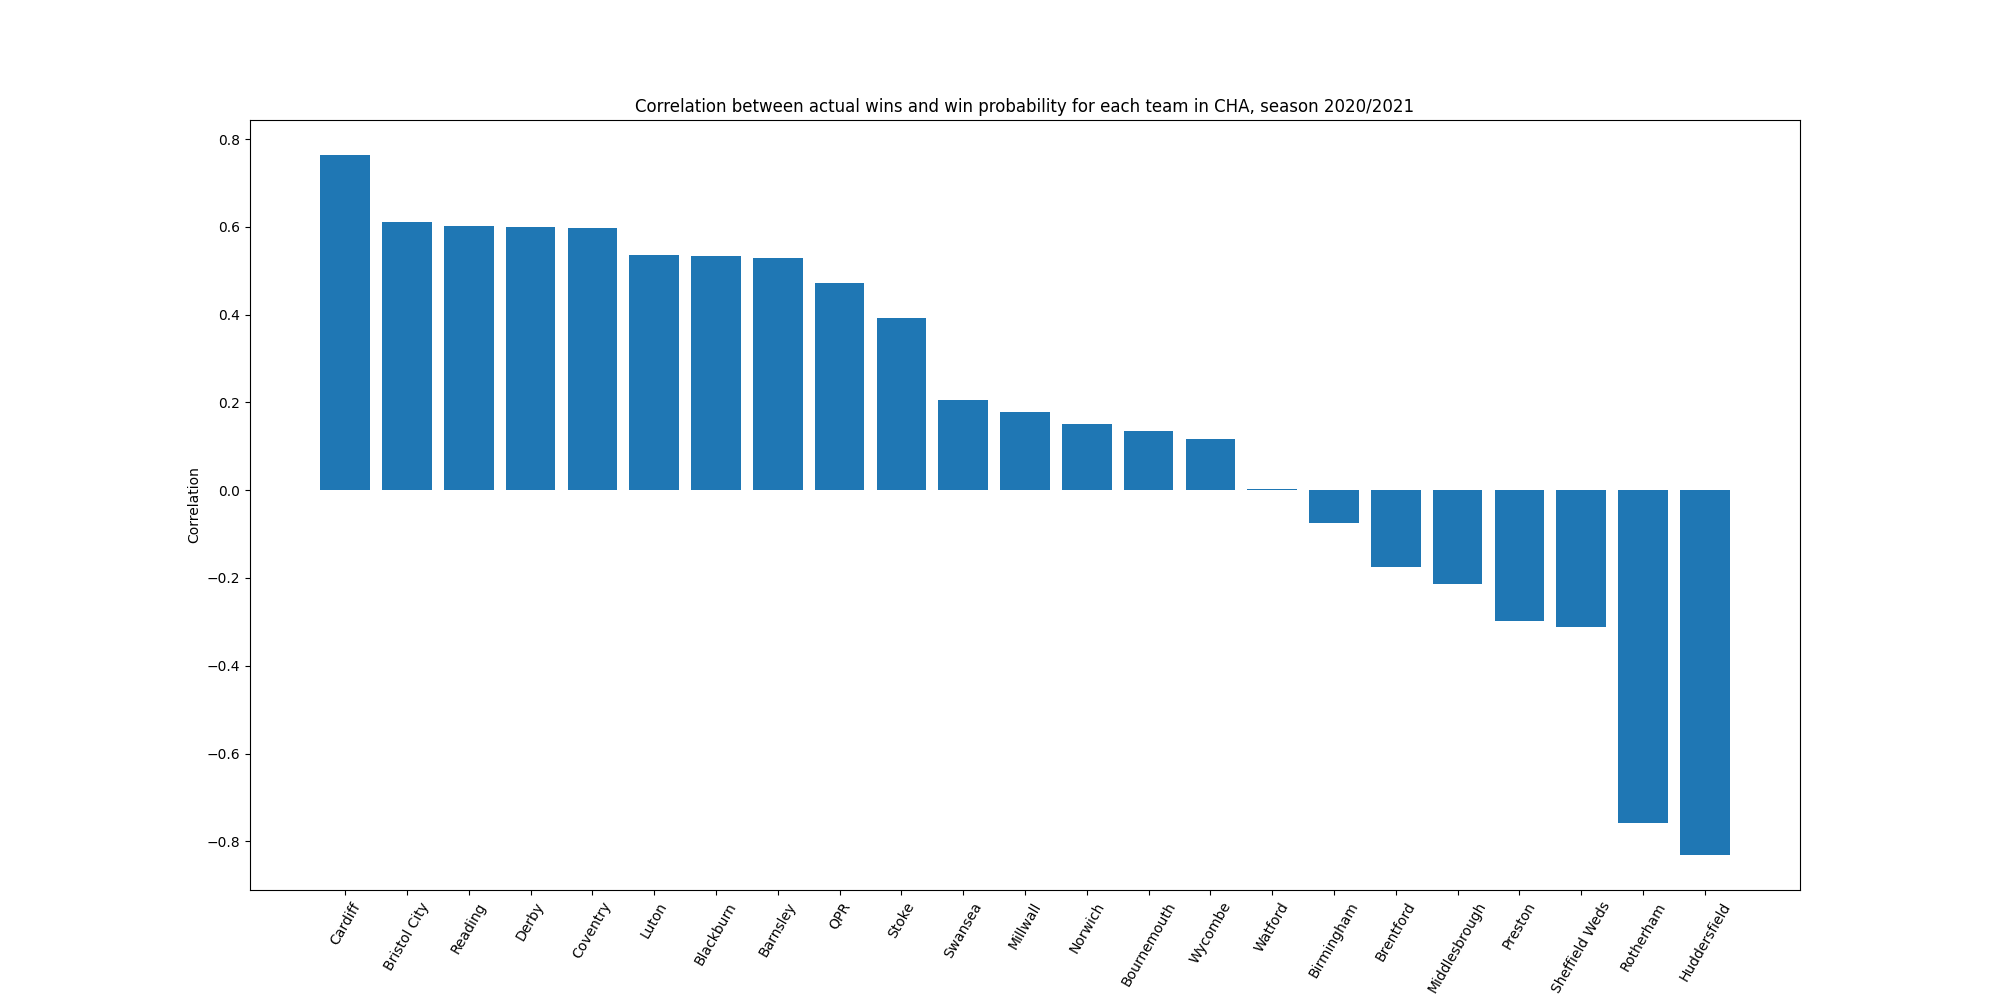 Correlation between actual wins and win probability for each team in CHA, season 2020/2021
Correlation
0.8
0.6
0.4
0.2
0.0
−0.2
−0.4
−0.6
−0.8
Cardiff
Bristol City
Reading
Derby
Coventry
Luton
Blackburn
Barnsley
QPR
Stoke
Swansea
Millwall
Norwich
Bournemouth
Wycombe
Watford
Birmingham
Brentford
Middlesbrough
Preston
Sheffield Weds
Rotherham
Huddersfield